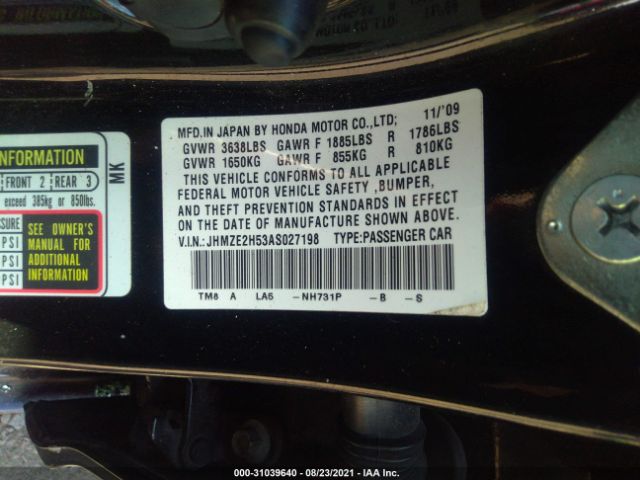 MFD.IN JAPAN BY HONDA MOTOR CO.,LTD; 11/'09
GVWR 3638LBS GAWR F 1885LBS R 1786LBS
GVWR 1650KG GAWR F 855KG R 810KG
THIS VEHICLE CONFORMS TO ALL APPLICABLE
FEDERAL MOTOR VEHICLE SAFETY ,BUMPER,
AND THEFT PREVENTION STANDARDS IN EFFECT
ON THE DATE OF MANUFACTURE SHOWN ABOVE.
V.I.N.: JHMZE2H53AS027198 TYPE:PASSENGER CAR
TM8 A LA5 -NH731P -B -S
INFORMATION
FRONT 2 REAR 3
exceed 385kg or 850lbs.
MK
PSI
PSI
PSI
SEE OWNER'S
MANUAL FOR
ADDITIONAL
INFORMATION
000-31039640 - 08/23/2021 - IAA Inc.